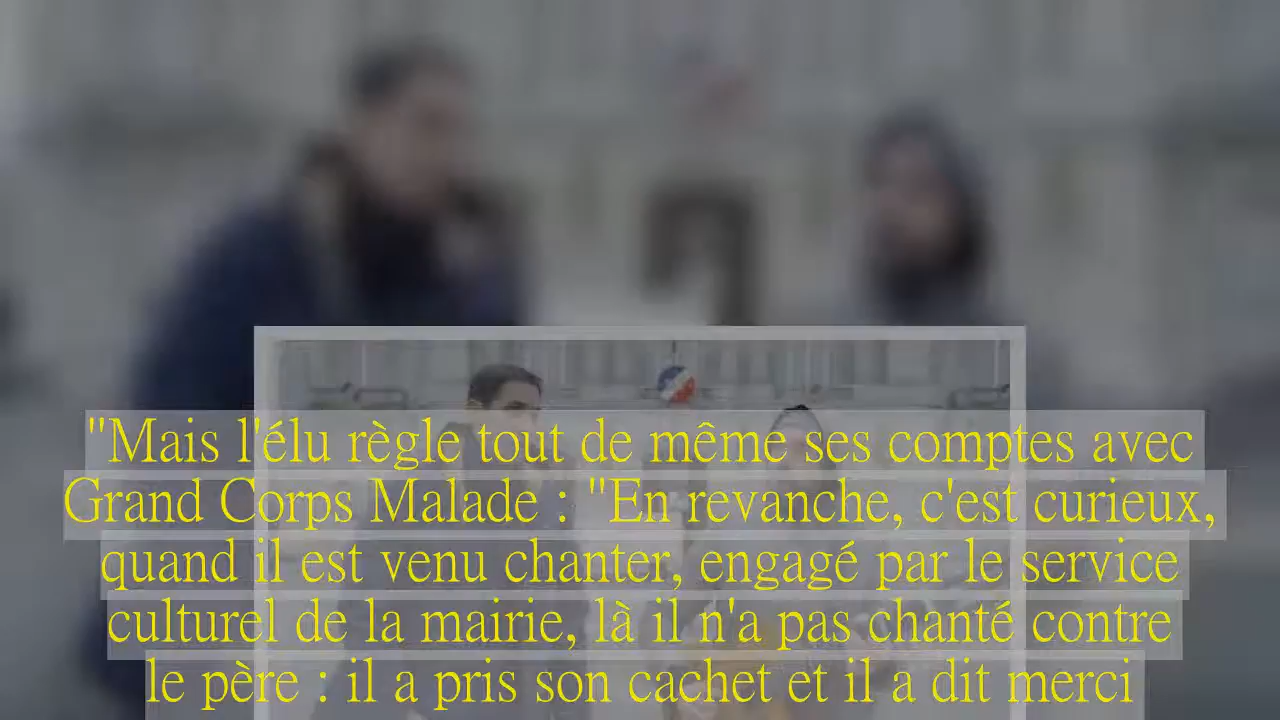 "Mais l'élu règle tout de même ses comptes avec
Grand Corps Malade : "En revanche, c'est curieux,
quand il est venu chanter, engagé par le service
culturel de la mairie, là il n'a pas chanté contre
le père : il a pris son cachet et il a dit merci